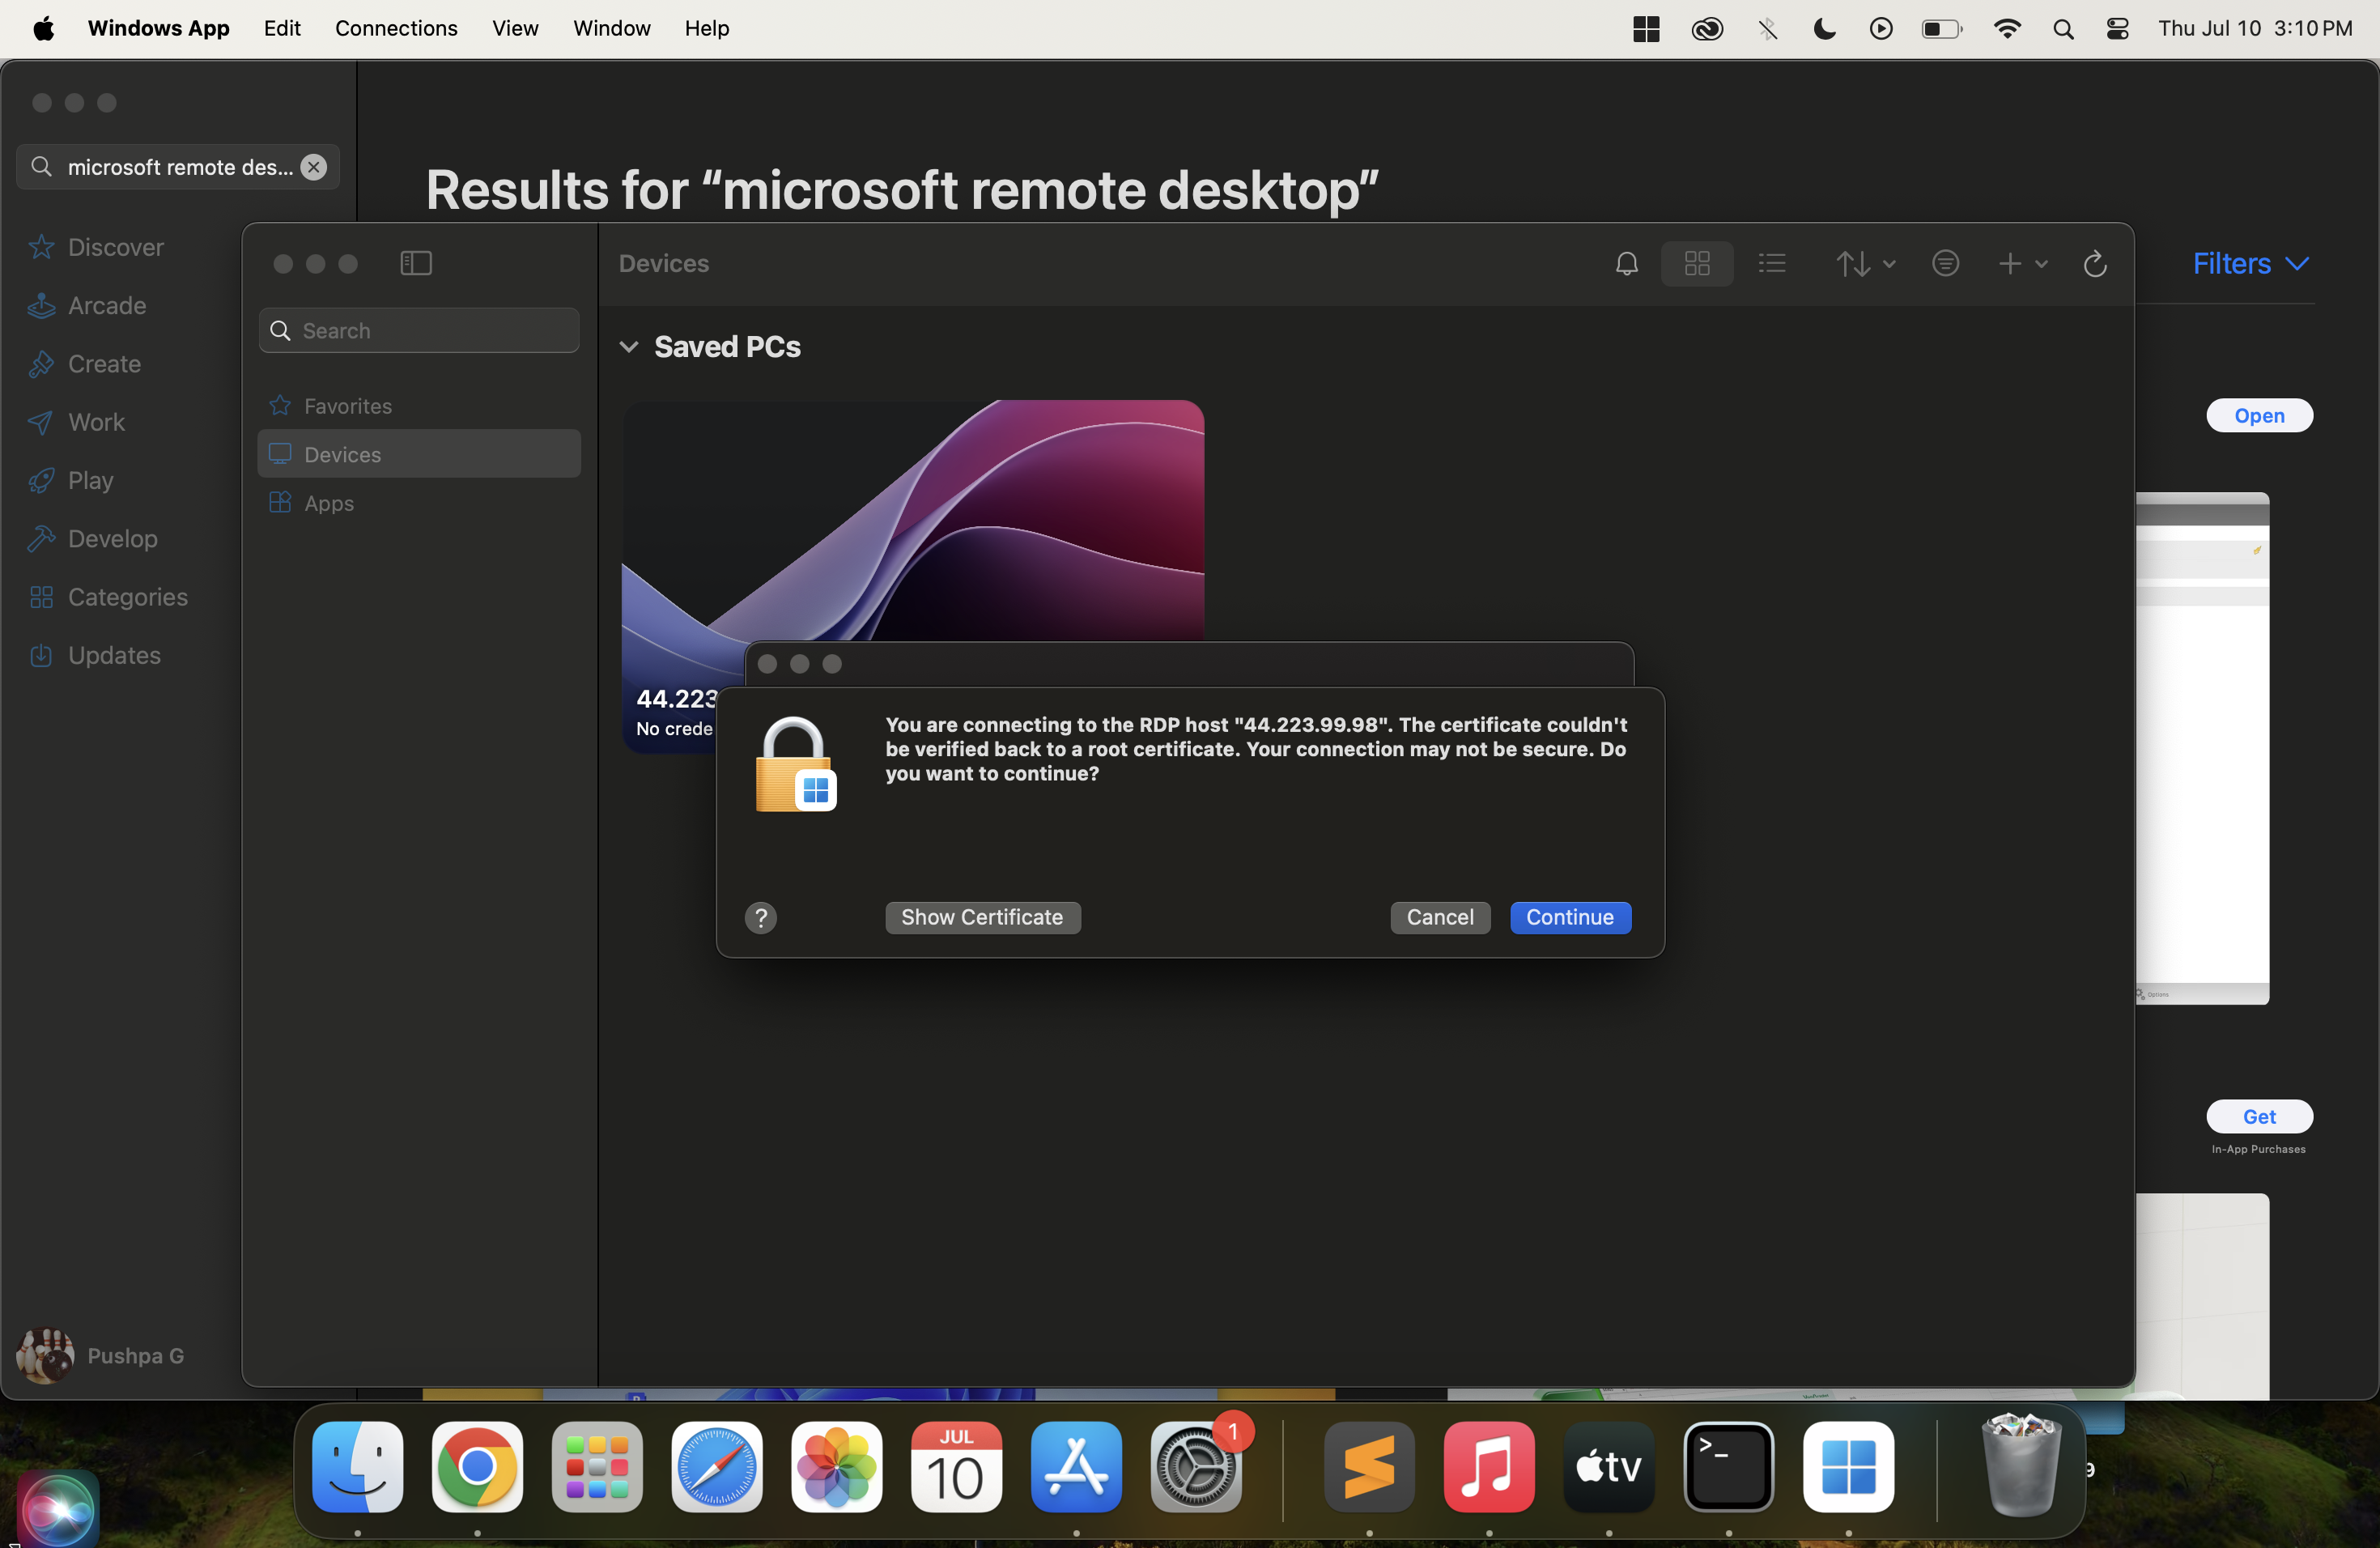 Windows App Edit Connections View Window Help Thu Jul 10 3:10 PM
microsoft remote des...
Results for “microsoft remote desktop”
Filters
Discover
Arcade
Create
Work
Play
Develop
Categories
Updates
Pushpa G
Open
Options
Get
In-App Purchases
Devices
Search
Favorites
Devices
Apps
Saved PCs
44.223
No crede
You are connecting to the RDP host "44.223.99.98". The certificate couldn't
be verified back to a root certificate. Your connection may not be secure. Do
you want to continue?
?
Show Certificate Cancel Continue
JUL
10
1
tv
>_
9